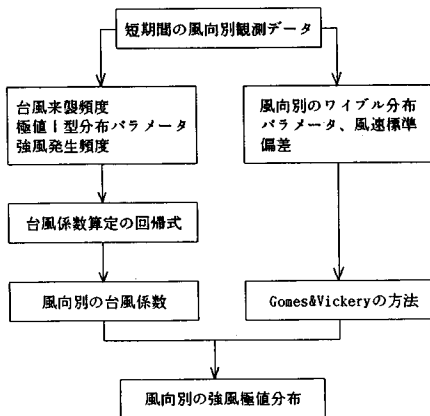 短期間の風向別観測データ
台風来襲頻度
極値Ⅰ型分布パラメータ
強風発生頻度
風向別のワイブル分布
パラメータ、風速標準
偏差
台風係数算定の回帰式
風向別の台風係数
Gomes&Vickeryの方法
風向別の強風極値分布